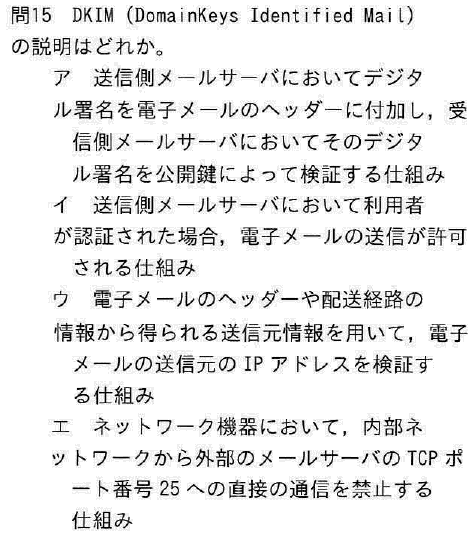 問15　DKIM (DomainKeys Identified Mail)
の説明はどれか。
ア　送信側メールサーバにおいてデジタ
ル署名を電子メールのヘッダーに付加し，受
信側メールサーバにおいてそのデジタ
ル署名を公開鍵によって検証する仕組み
イ　送信側メールサーバにおいて利用者
が認証された場合，電子メールの送信が許可
される仕組み
ウ　電子メールのヘッダーや配送経路の
情報から得られる送信元情報を用いて，電子
メールの送信元の IP アドレスを検証す
る仕組み
エ　ネットワーク機器において，内部ネ
ットワークから外部のメールサーバの TCP ポ
ート番号 25 への直接の通信を禁止する
仕組み